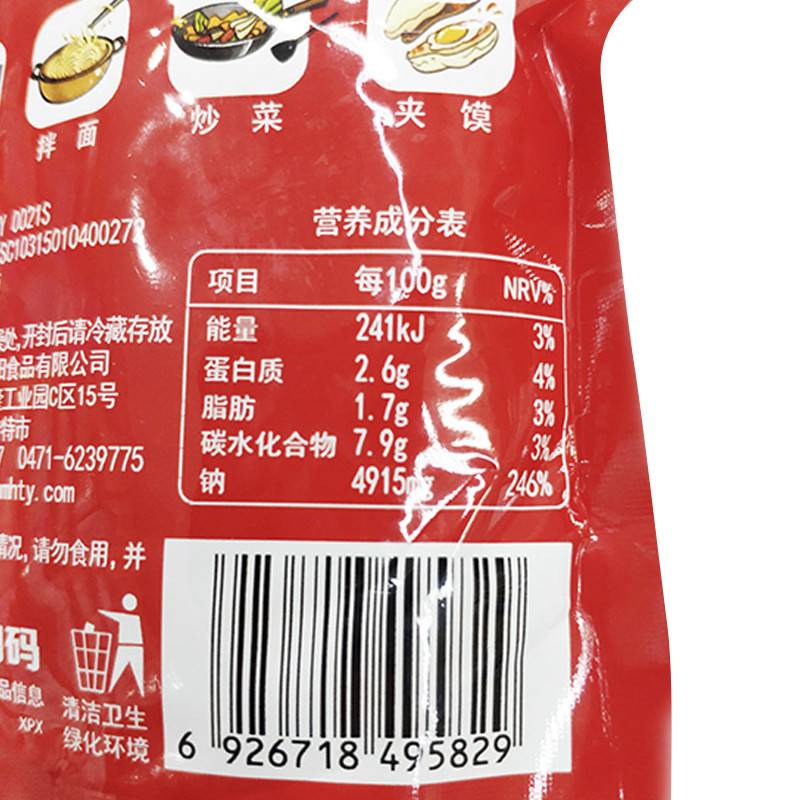 拌 面
炒 菜
夹 馍
Y 0021S
SC10315010400273
,开封后请冷藏存放
食品有限公司
工业园C区15号
特市
0471-6239775
mhty.com
情况,请勿食用,并
码
品信息
XPX
清洁卫生
绿化环境
营养成分表
项目 每100g NRV%
能量 241kJ 3%
蛋白质 2.6g 4%
脂肪 1.7g 3%
碳水化合物 7.9g 3%
钠 4915mg 246%
6 926718 495829